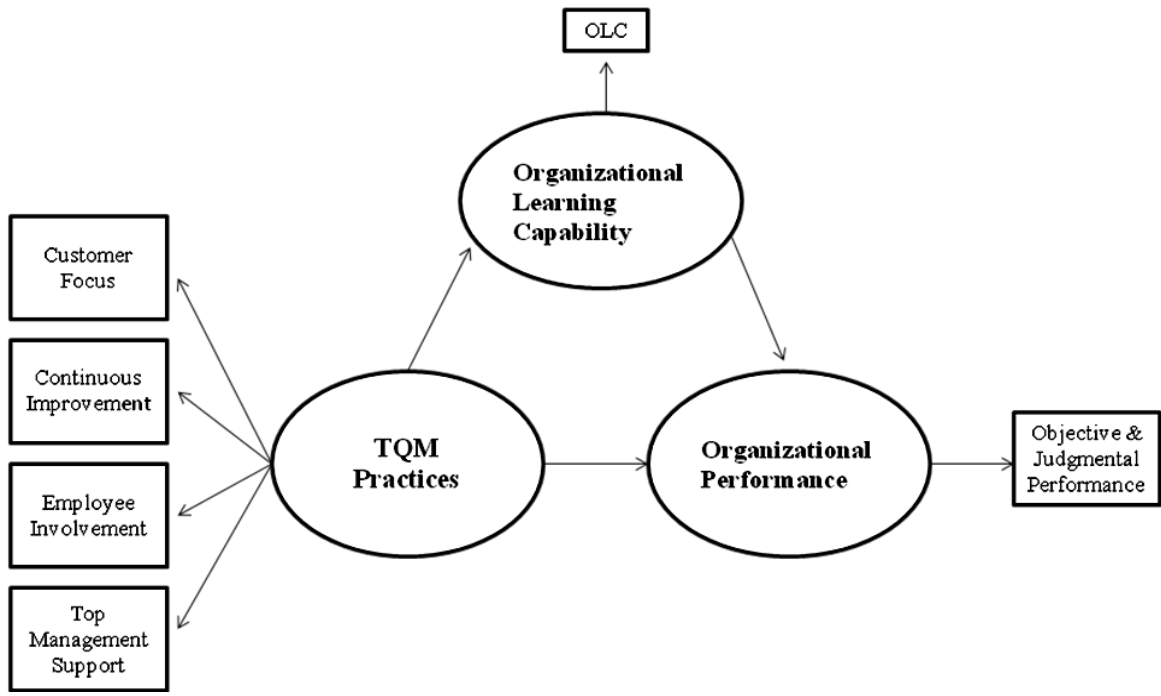 OLC
Organizational
Learning
Capability
Customer
Focus
Continuous
Improvement
Employee
Involvement
Top
Management
Support
TQM
Practices
Organizational
Performance
Objective &
Judgmental
Performance